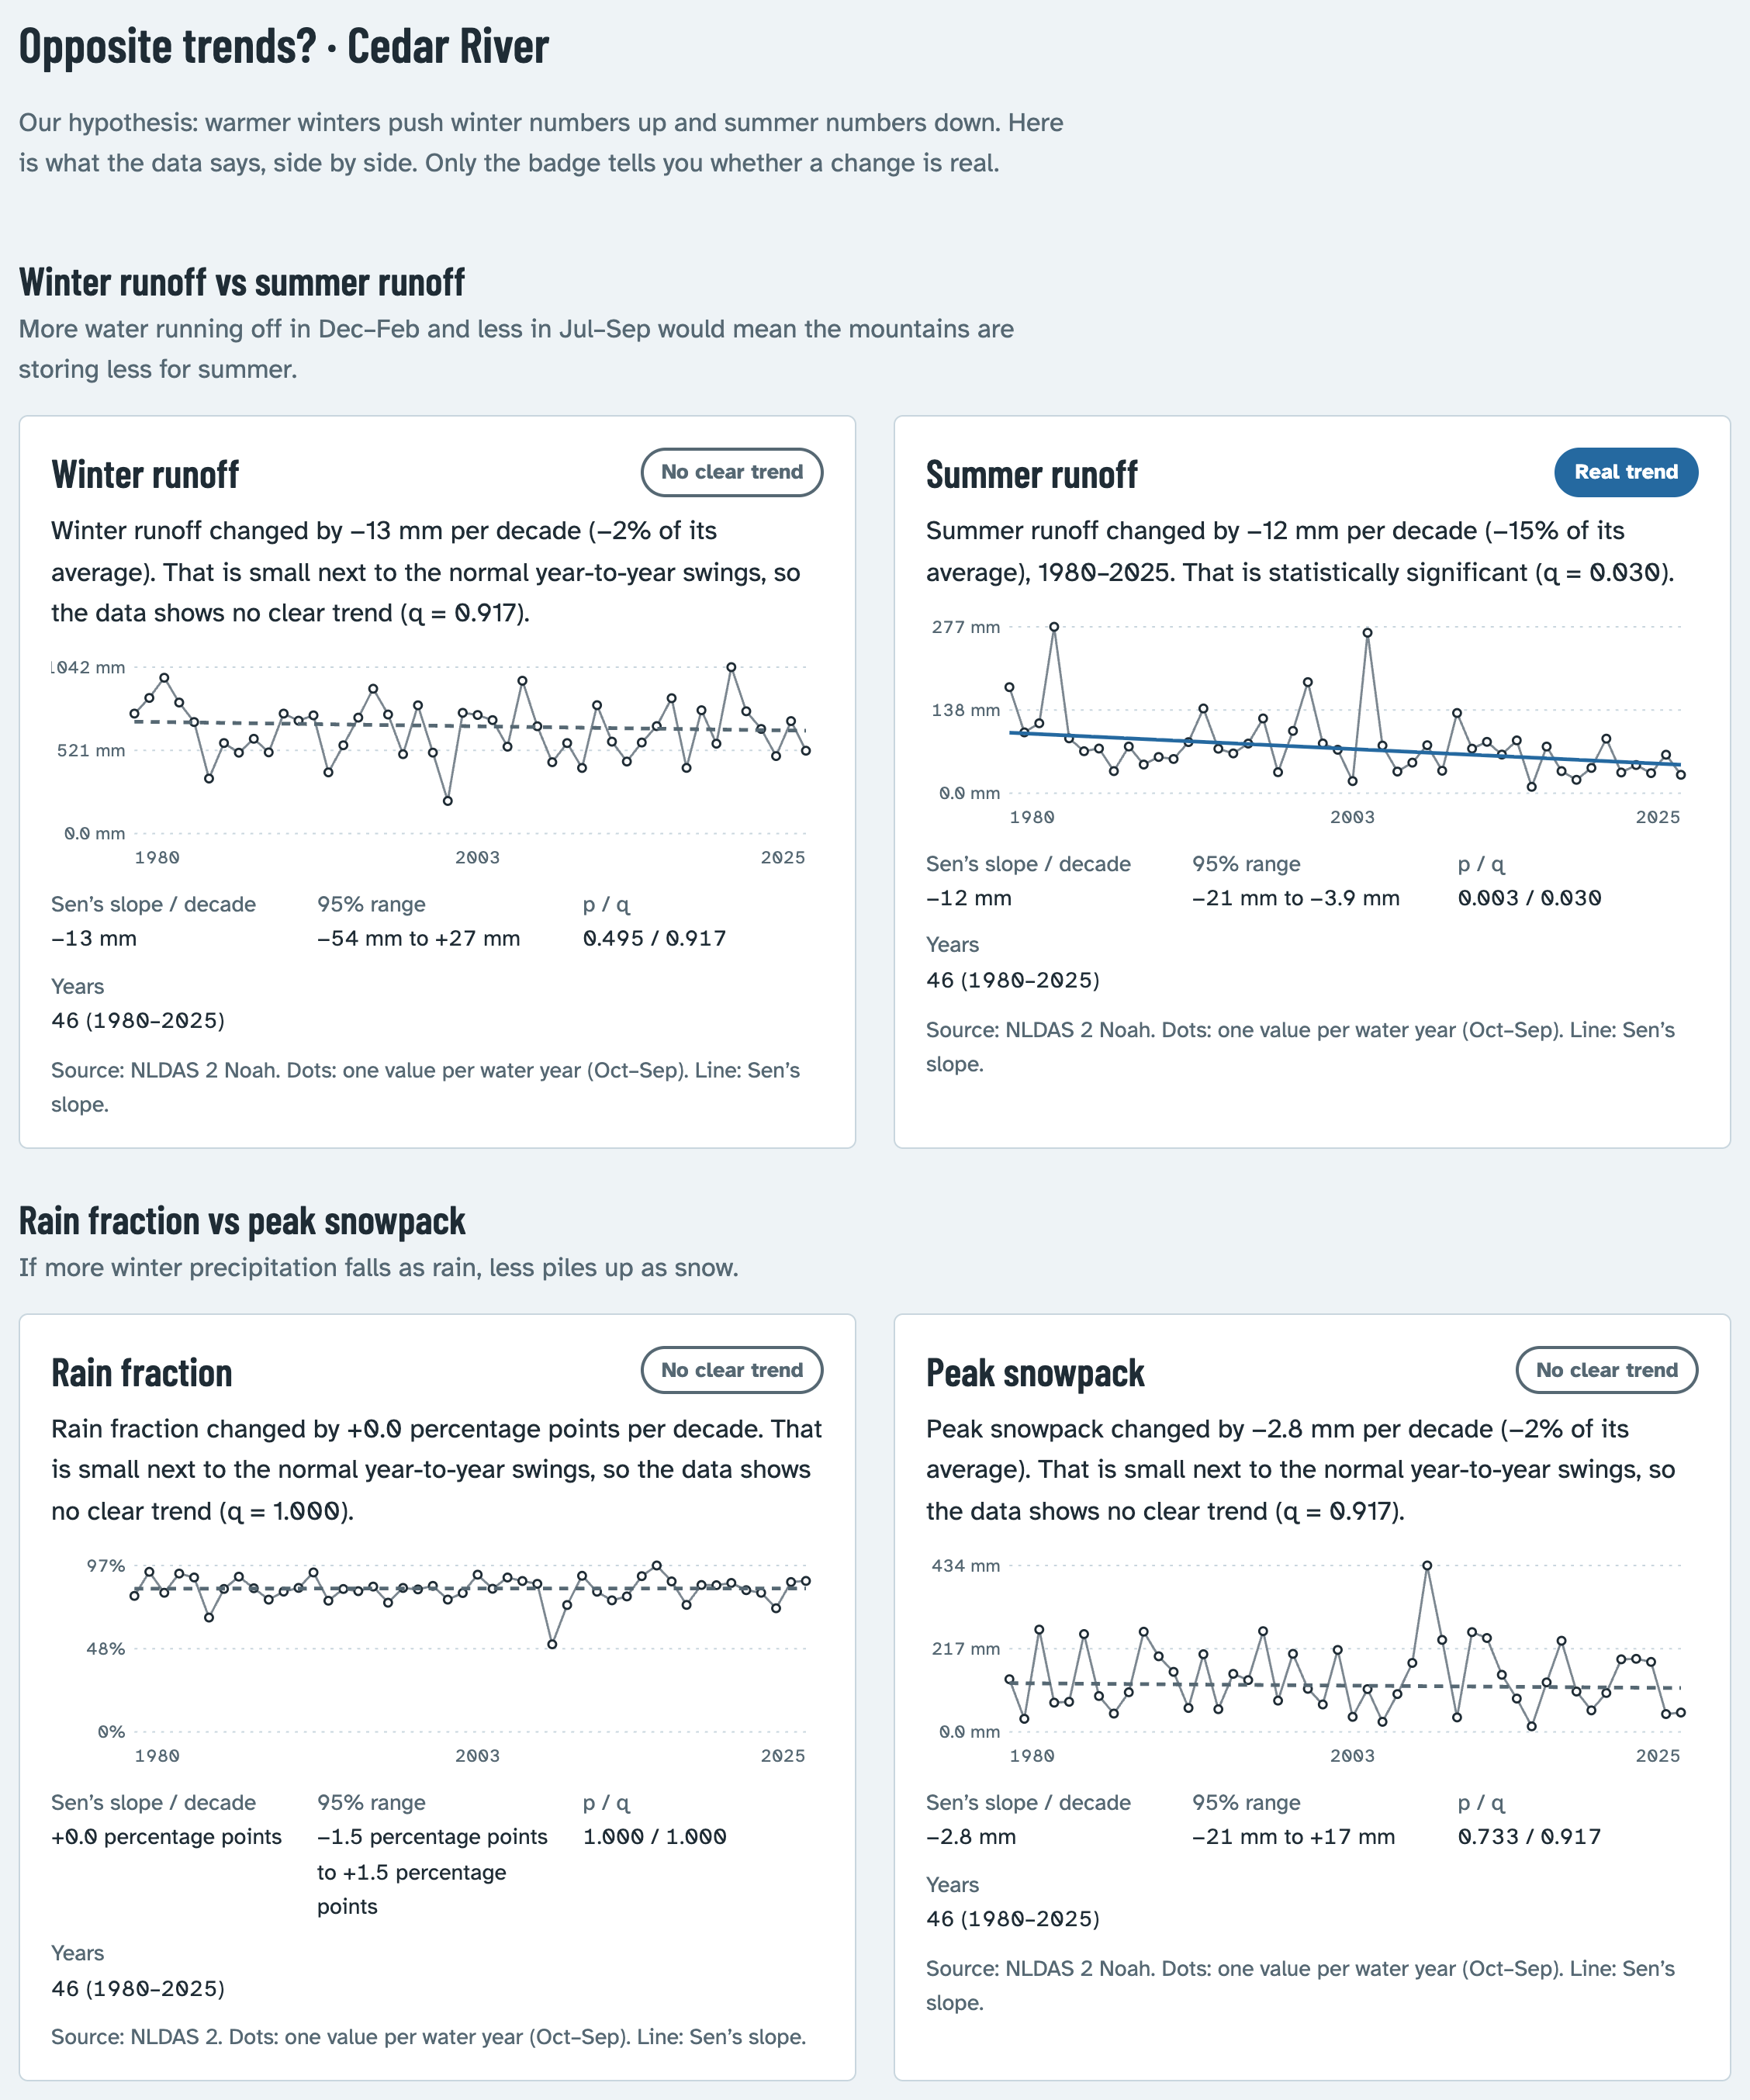 Opposite trends? · Cedar River
Our hypothesis: warmer winters push winter numbers up and summer numbers down. Here
is what the data says, side by side. Only the badge tells you whether a change is real.
Winter runoff vs summer runoff
More water running off in Dec–Feb and less in Jul–Sep would mean the mountains are
storing less for summer.
Winter runoff
No clear trend
Winter runoff changed by −13 mm per decade (−2% of its
average). That is small next to the normal year-to-year swings, so
the data shows no clear trend (q = 0.917).
1042 mm
521 mm
0.0 mm
1980 2003 2025
Sen’s slope / decade 95% range p / q
−13 mm −54 mm to +27 mm 0.495 / 0.917
Years
46 (1980–2025)
Source: NLDAS 2 Noah. Dots: one value per water year (Oct–Sep). Line: Sen’s
slope.
Summer runoff
Real trend
Summer runoff changed by −12 mm per decade (−15% of its
average), 1980–2025. That is statistically significant (q = 0.030).
277 mm
138 mm
0.0 mm
1980 2003 2025
Sen’s slope / decade 95% range p / q
−12 mm −21 mm to −3.9 mm 0.003 / 0.030
Years
46 (1980–2025)
Source: NLDAS 2 Noah. Dots: one value per water year (Oct–Sep). Line: Sen’s
slope.
Rain fraction vs peak snowpack
If more winter precipitation falls as rain, less piles up as snow.
Rain fraction
No clear trend
Rain fraction changed by +0.0 percentage points per decade. That
is small next to the normal year-to-year swings, so the data shows
no clear trend (q = 1.000).
97%
48%
0%
1980 2003 2025
Sen’s slope / decade 95% range p / q
+0.0 percentage points −1.5 percentage points 1.000 / 1.000
to +1.5 percentage
points
Years
46 (1980–2025)
Source: NLDAS 2. Dots: one value per water year (Oct–Sep). Line: Sen’s slope.
Peak snowpack
No clear trend
Peak snowpack changed by −2.8 mm per decade (−2% of its
average). That is small next to the normal year-to-year swings, so
the data shows no clear trend (q = 0.917).
434 mm
217 mm
0.0 mm
1980 2003 2025
Sen’s slope / decade 95% range p / q
−2.8 mm −21 mm to +17 mm 0.733 / 0.917
Years
46 (1980–2025)
Source: NLDAS 2 Noah. Dots: one value per water year (Oct–Sep). Line: Sen’s
slope.